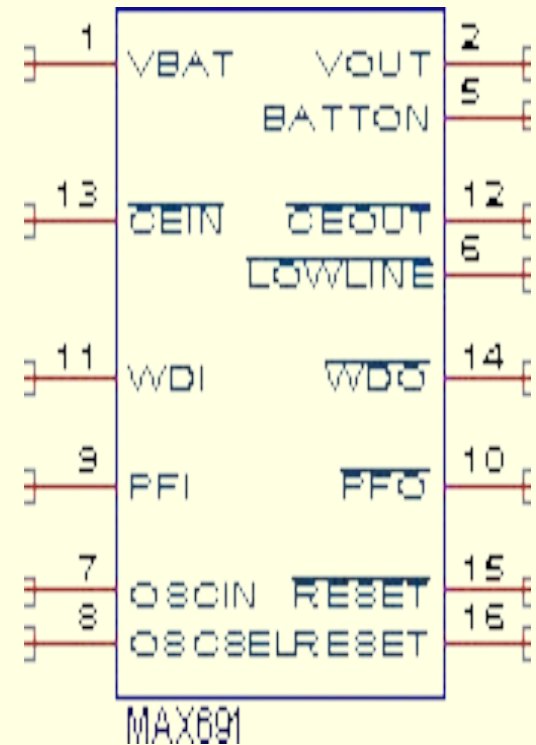 1 VBAT VOUT 2
BATTON 5
13 CEIN CEOUT 12
LOWLINE 6
11 WDI WDO 14
9 PFI PFO 10
7 OSCIN RESET 15
8 OSCSEL RESET 16
MAX691